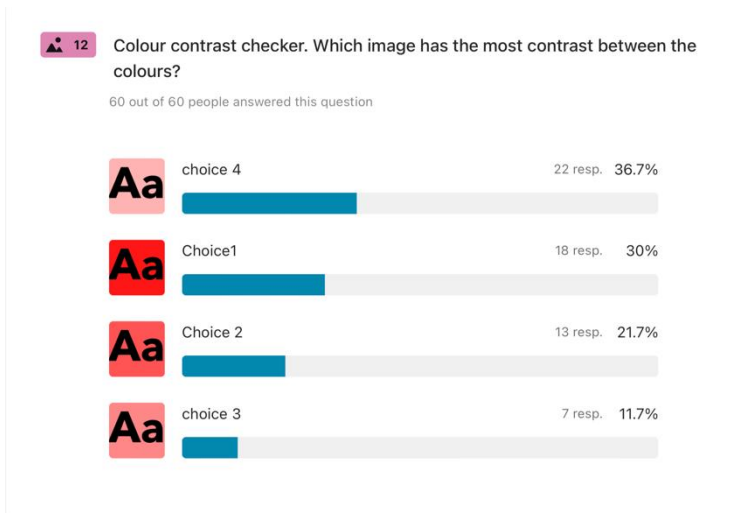 12 Colour contrast checker. Which image has the most contrast between the
colours?
60 out of 60 people answered this question
Aa choice 4 22 resp. 36.7%
Aa Choice1 18 resp. 30%
Aa Choice 2 13 resp. 21.7%
Aa choice 3 7 resp. 11.7%